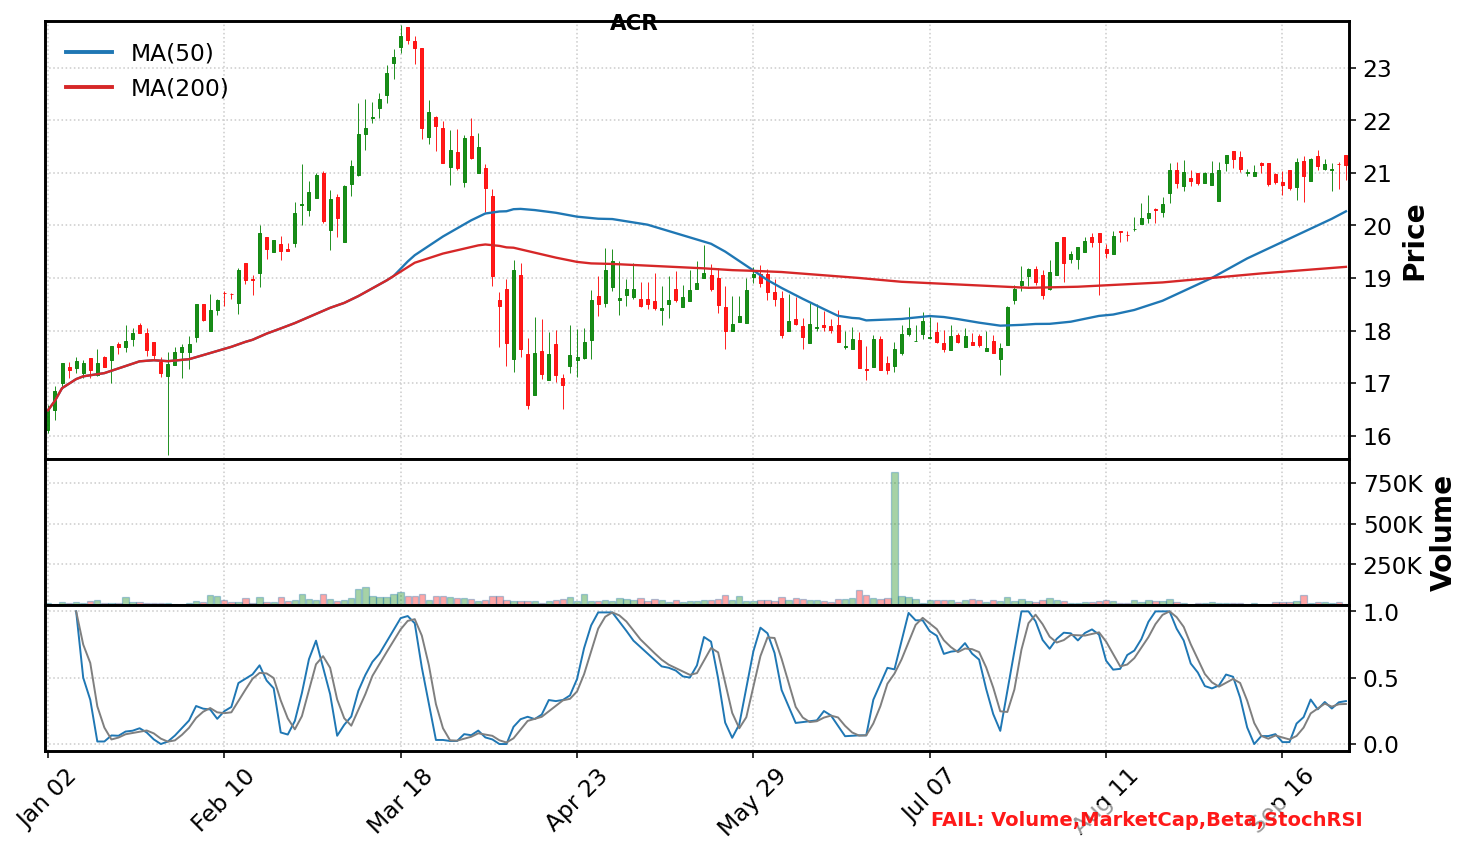 ACR
MA(50)
MA(200)
23
22
21
20
19
18
17
16
Price
750K
500K
250K
Volume
1.0
0.5
0.0
Jan 02
Feb 10
Mar 18
Apr 23
May 29
Jul 07
Aug 11
Sep 16
FAIL: Volume,MarketCap,Beta,StochRSI